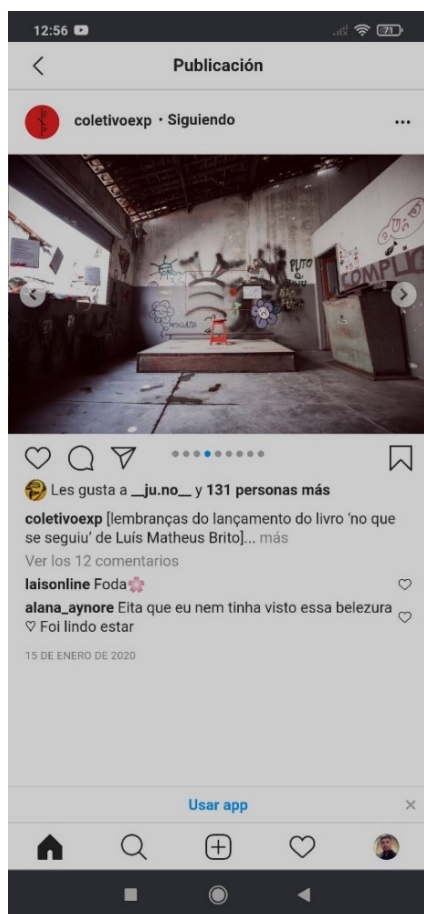 12:56
71
Publicación
coletivoexp • Siguiendo
PUTO
COMPLIC
Les gusta a __ju.no__ y 131 personas más
coletivoexp [lembranças do lançamento do livro 'no que
se seguiu' de Luís Matheus Brito]... más
Ver los 12 comentarios
laisonline Foda🌸
alana_aynore Eita que eu nem tinha visto essa belezura
♡ Foi lindo estar
15 DE ENERO DE 2020
Usar app